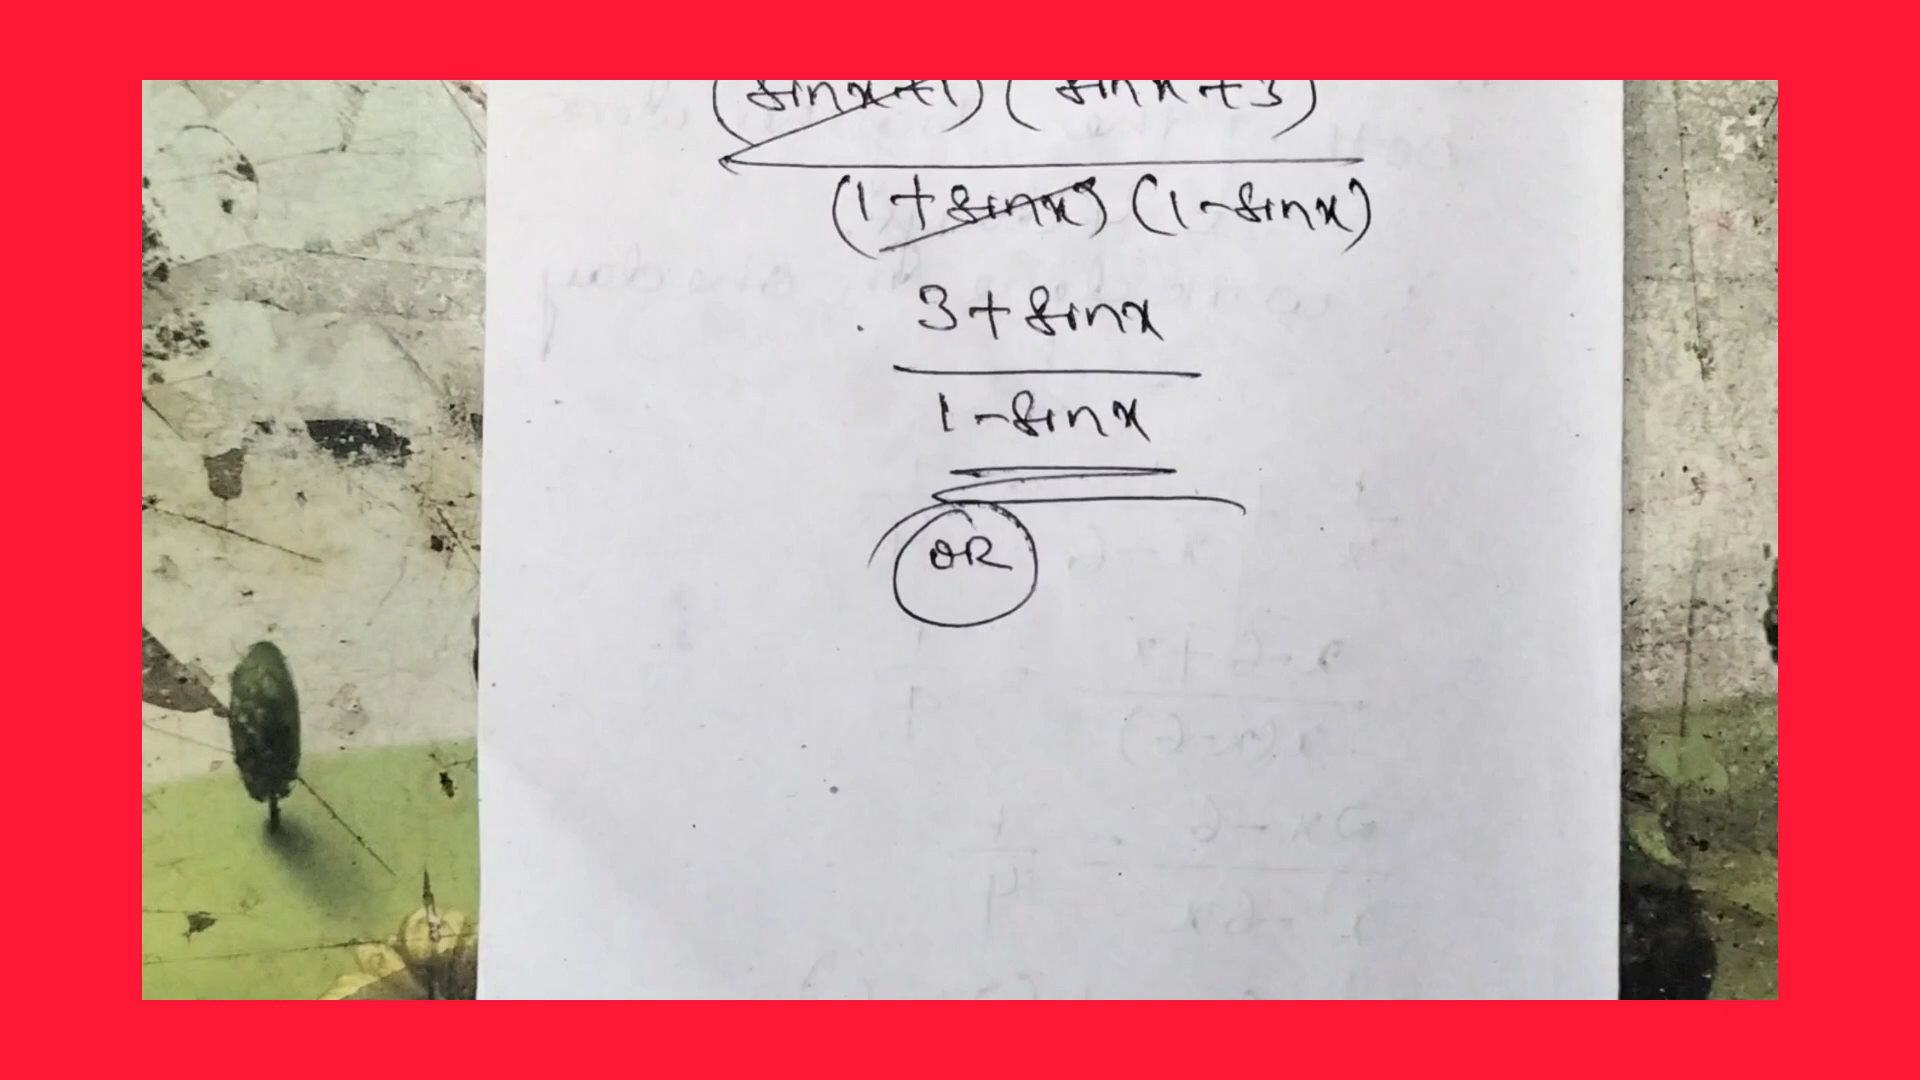 (sinx+1) (sinx+3)
(1+sinx) (1-sinx)
3+sinx
1-sinx
OR